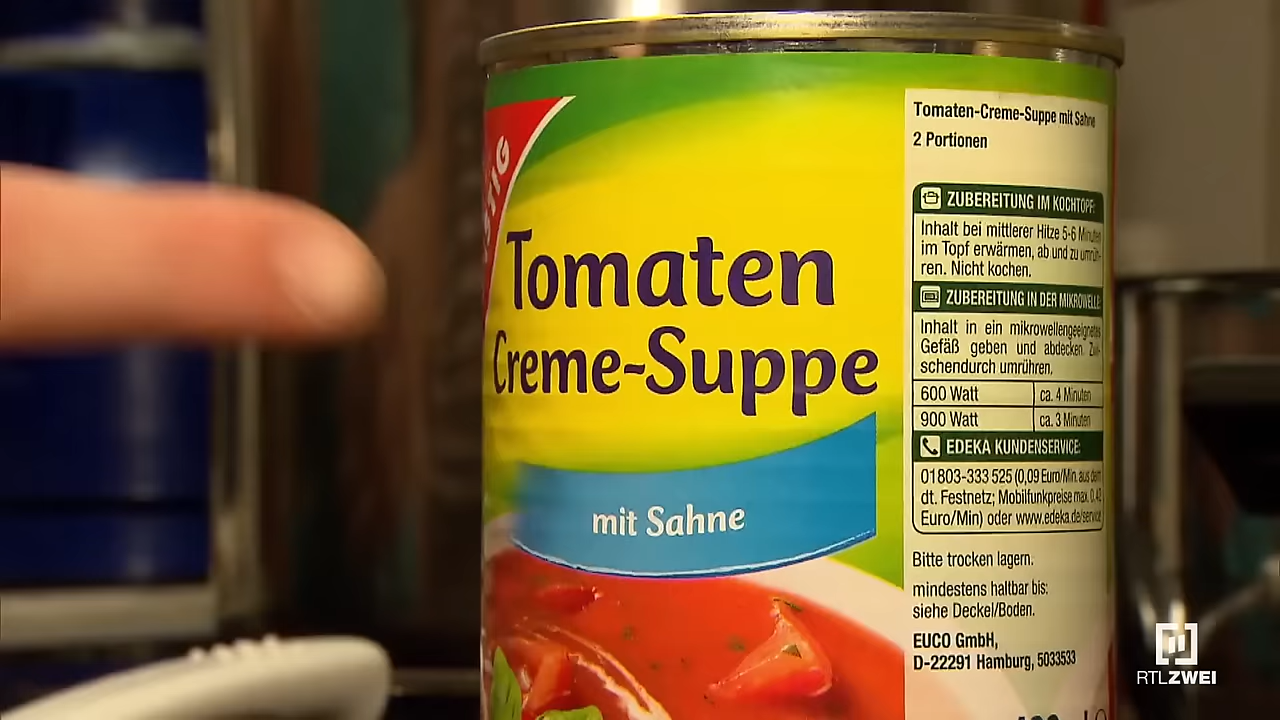 Tomaten
Creme-Suppe
mit Sahne
Tomaten-Creme-Suppe mit Sahne
2 Portionen
ZUBEREITUNG IM KOCHTOPF:
Inhalt bei mittlerer Hitze 5-6 Minuten
im Topf erwärmen, ab und zu umrüh-
ren. Nicht kochen.
ZUBEREITUNG IN DER MIKROWELLE
Inhalt in ein mikrowellengeeignetes
Gefäß geben und abdecken. Zwi-
schendurch umrühren.
600 Watt ca. 4 Minuten
900 Watt ca. 3 Minuten
EDEKA KUNDENSERVICE:
01803-333 525 (0,09 Euro/Min. aus dem
dt. Festnetz; Mobilfunkpreise max. 0.42
Euro/Min) oder www.edeka.de/service
Bitte trocken lagern.
mindestens haltbar bis:
siehe Deckel/Boden.
EUCO GmbH,
D-22291 Hamburg, 5033533
RTLZWEI